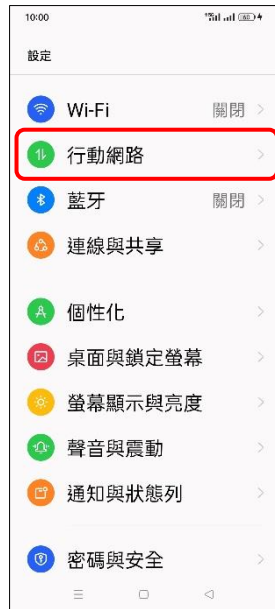 10:00
設定
Wi-Fi 關閉
行動網路
藍牙 關閉
連線與共享
個性化
桌面與鎖定螢幕
螢幕顯示與亮度
聲音與震動
通知與狀態列
密碼與安全